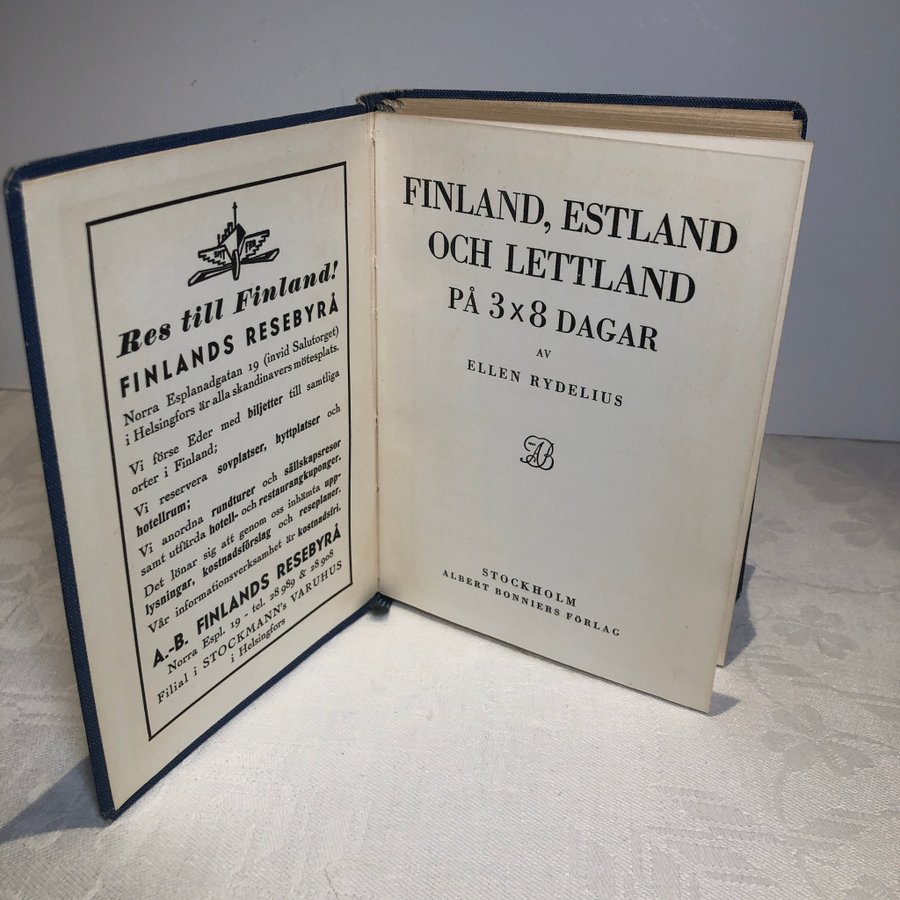 Res till Finland!
FINLANDS RESEBYRÅ
Norra Esplanadgatan 19 (invid Salutorget)
i Helsingfors är alla skandinavers mötesplats.
Vi förse Eder med biljetter till samtliga
orter i Finland;
Vi reservera sovplatser, hyttplatser och
hotellrum;
Vi anordna rundturer och sällskapsresor
samt utfärda hotell- och restaurangkuponger.
Det lönar sig att genom oss inhämta upp-
lysningar, kostnadsförslag och reseplaner.
Vår informationsverksamhet är kostnadsfri.
A.-B. FINLANDS RESEBYRÅ
Norra Espl. 19 - tel. 28 989 & 28 908
Filial i STOCKMANN's VARUHUS
i Helsingfors
FINLAND, ESTLAND
OCH LETTLAND
PÅ 3x8 DAGAR
AV
ELLEN RYDELIUS
STOCKHOLM
ALBERT BONNIERS FÖRLAG